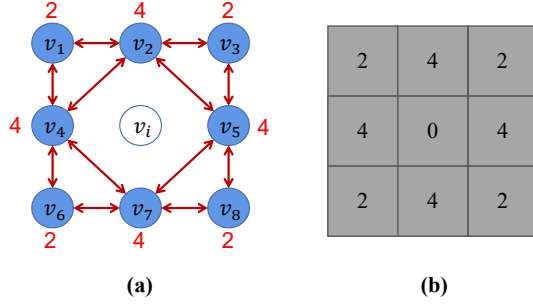 2 4 2
v₁ v₂ v₃
4 v₄ vᵢ v₅ 4
v₆ v₇ v₈
2 4 2
(a)
2 4 2
4 0 4
2 4 2
(b)